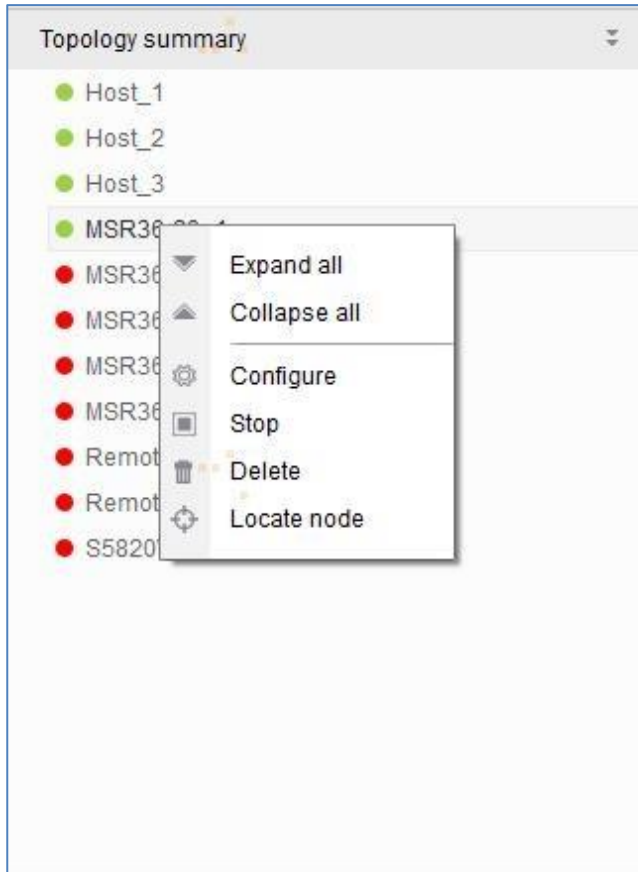 Topology summary
Host_1
Host_2
Host_3
MSR36
Expand all
MSR36
Collapse all
MSR36
MSR36
Configure
MSR36
Stop
Remot
Delete
Remot
Locate node
S5820